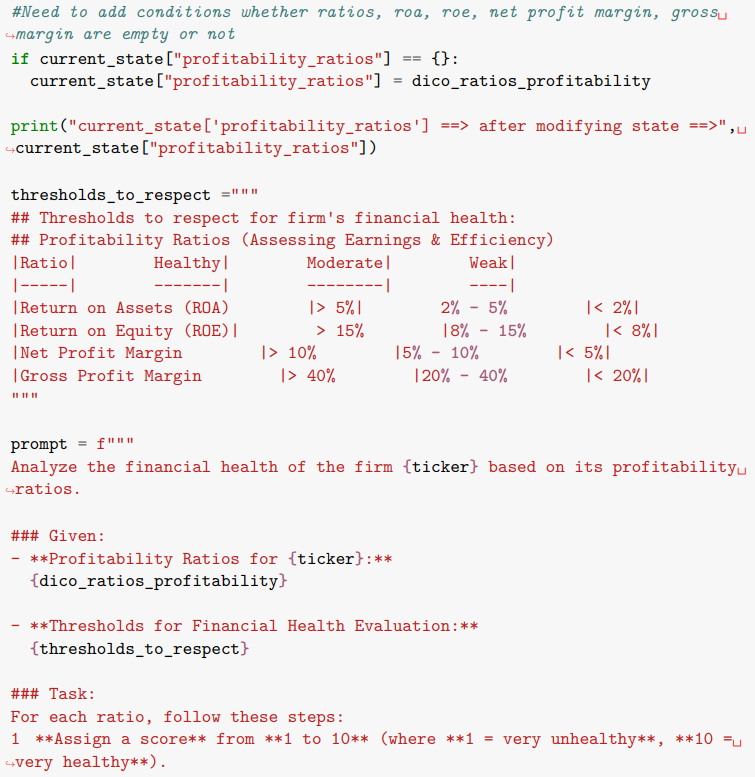 #Need to add conditions whether ratios, roa, roe, net profit margin, gross␣
↪margin are empty or not
if current_state["profitability_ratios"] == {}:
  current_state["profitability_ratios"] = dico_ratios_profitability
print("current_state['profitability_ratios'] ==> after modifying state ==>",␣
↪current_state["profitability_ratios"])
thresholds_to_respect ="""
## Thresholds to respect for firm's financial health:
## Profitability Ratios (Assessing Earnings & Efficiency)
|Ratio|        Healthy|        Moderate|        Weak|
|-----|        -------|        --------|        ----|
|Return on Assets (ROA)        |> 5%|        2% - 5%        |< 2%|
|Return on Equity (ROE)|        > 15%        |8% - 15%        |< 8%|
|Net Profit Margin        |> 10%        |5% - 10%        |< 5%|
|Gross Profit Margin        |> 40%        |20% - 40%        |< 20%|
"""
prompt = f"""
Analyze the financial health of the firm {ticker} based on its profitability␣
↪ratios.
### Given:
- **Profitability Ratios for {ticker}:**
  {dico_ratios_profitability}
- **Thresholds for Financial Health Evaluation:**
  {thresholds_to_respect}
### Task:
For each ratio, follow these steps:
1  **Assign a score** from **1 to 10** (where **1 = very unhealthy**, **10 =␣
↪very healthy**).